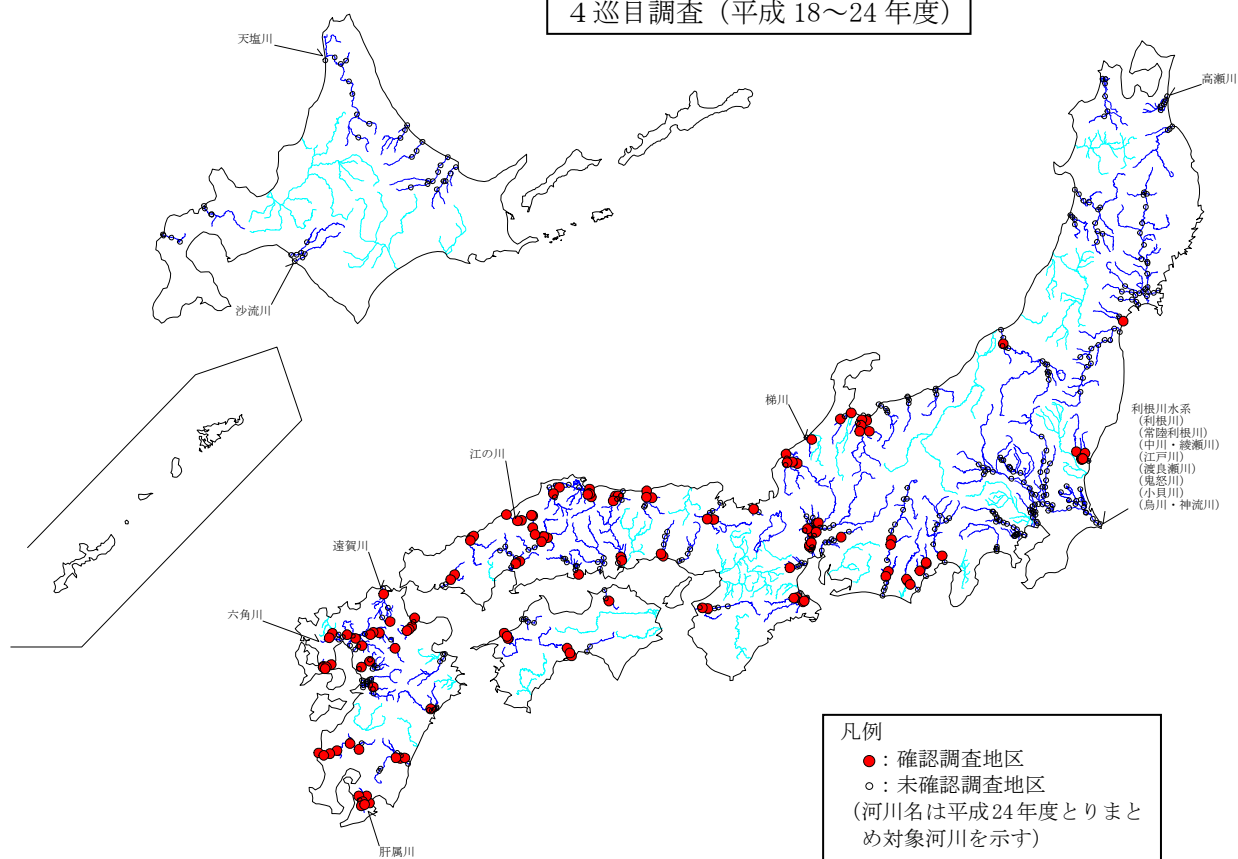 4巡目調査（平成 18～24 年度）
天塩川
高瀬川
沙流川
梯川
利根川水系
（利根川）
（常陸利根川）
（中川・綾瀬川）
（江戸川）
（渡良瀬川）
（鬼怒川）
（小貝川）
（烏川・神流川）
江の川
遠賀川
六角川
肝属川
凡例
：確認調査地区
：未確認調査地区
（河川名は平成24年度とりまと
め対象河川を示す）